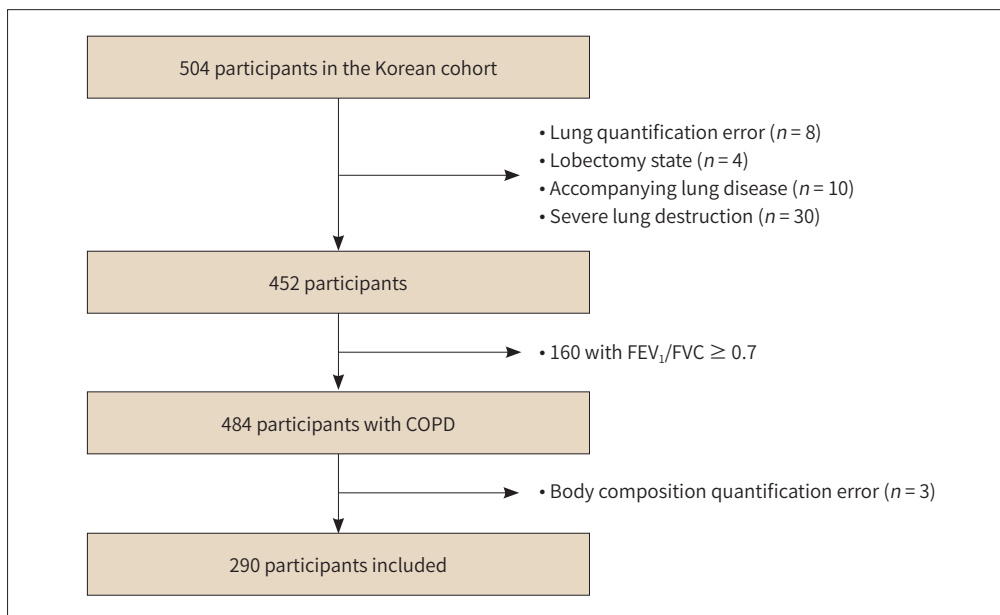 504 participants in the Korean cohort
• Lung quantification error (n = 8)
• Lobectomy state (n = 4)
• Accompanying lung disease (n = 10)
• Severe lung destruction (n = 30)
452 participants
• 160 with FEV₁/FVC ≥ 0.7
484 participants with COPD
• Body composition quantification error (n = 3)
290 participants included